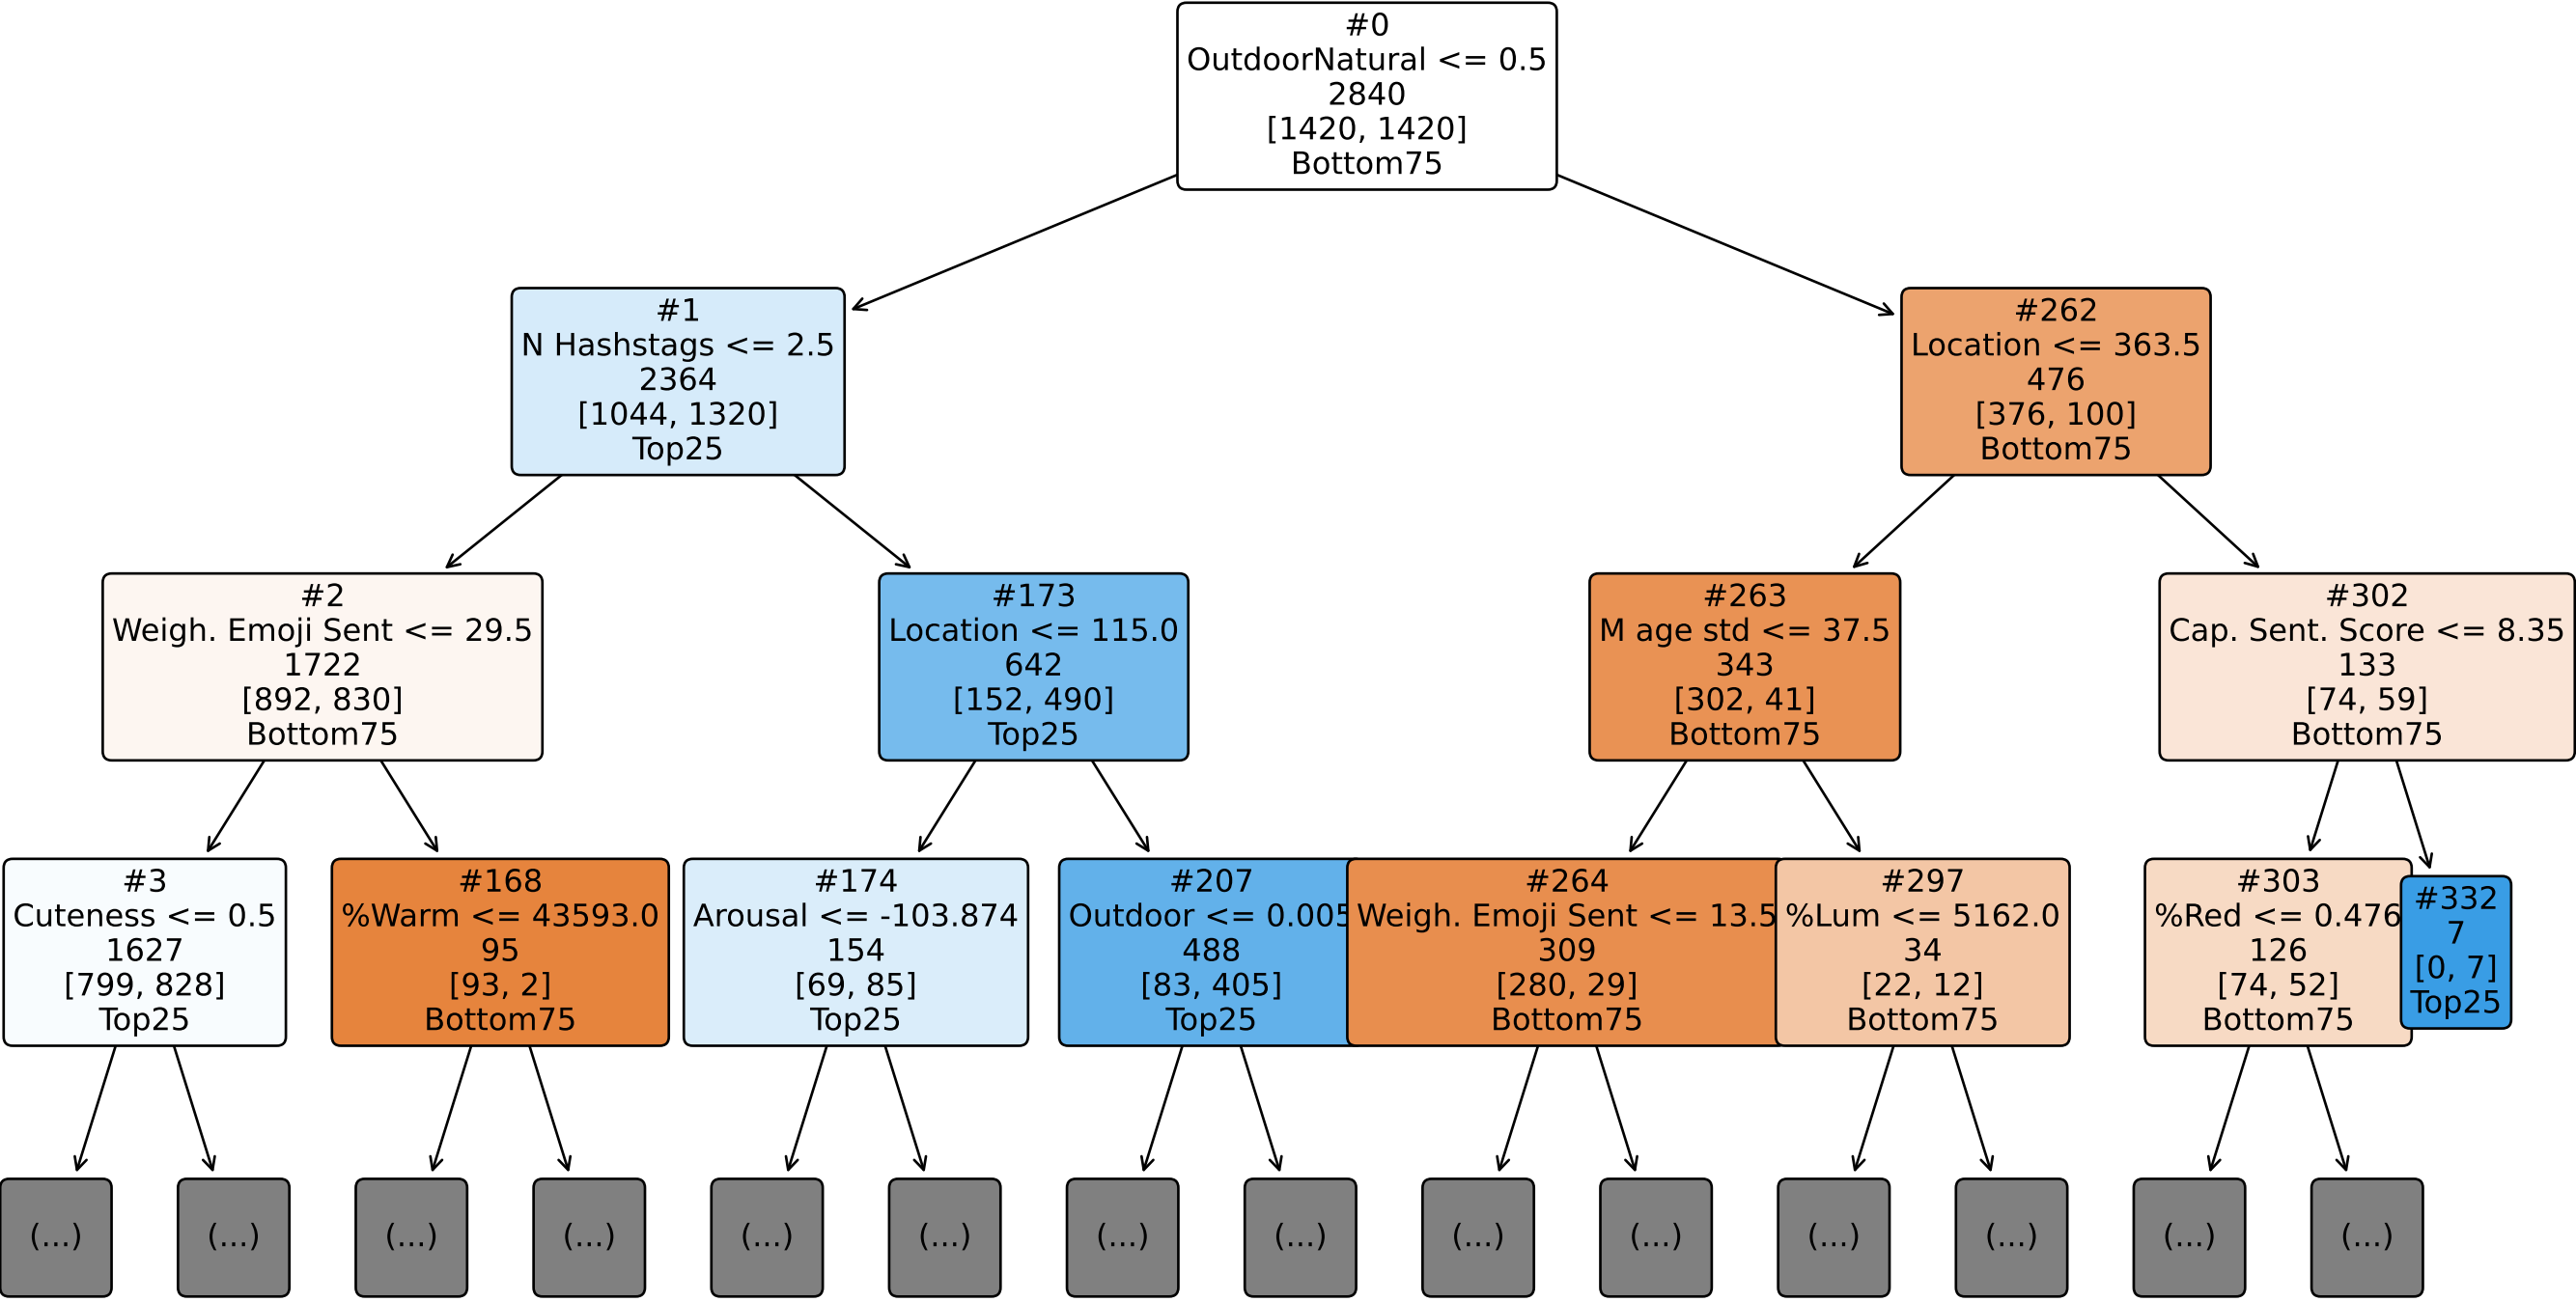 #0
OutdoorNatural <= 0.5
2840
[1420, 1420]
Bottom75
#1
N Hashstags <= 2.5
2364
[1044, 1320]
Top25
#262
Location <= 363.5
476
[376, 100]
Bottom75
#2
Weigh. Emoji Sent <= 29.5
1722
[892, 830]
Bottom75
#173
Location <= 115.0
642
[152, 490]
Top25
#263
M age std <= 37.5
343
[302, 41]
Bottom75
#302
Cap. Sent. Score <= 8.35
133
[74, 59]
Bottom75
#3
Cuteness <= 0.5
1627
[799, 828]
Top25
#168
%Warm <= 43593.0
95
[93, 2]
Bottom75
#174
Arousal <= -103.874
154
[69, 85]
Top25
#207
Outdoor <= 0.005
488
[83, 405]
Top25
#264
Weigh. Emoji Sent <= 13.5
309
[280, 29]
Bottom75
#297
%Lum <= 5162.0
34
[22, 12]
Bottom75
#303
%Red <= 0.476
126
[74, 52]
Bottom75
#332
7
[0, 7]
Top25
(...)
(...)
(...)
(...)
(...)
(...)
(...)
(...)
(...)
(...)
(...)
(...)
(...)
(...)